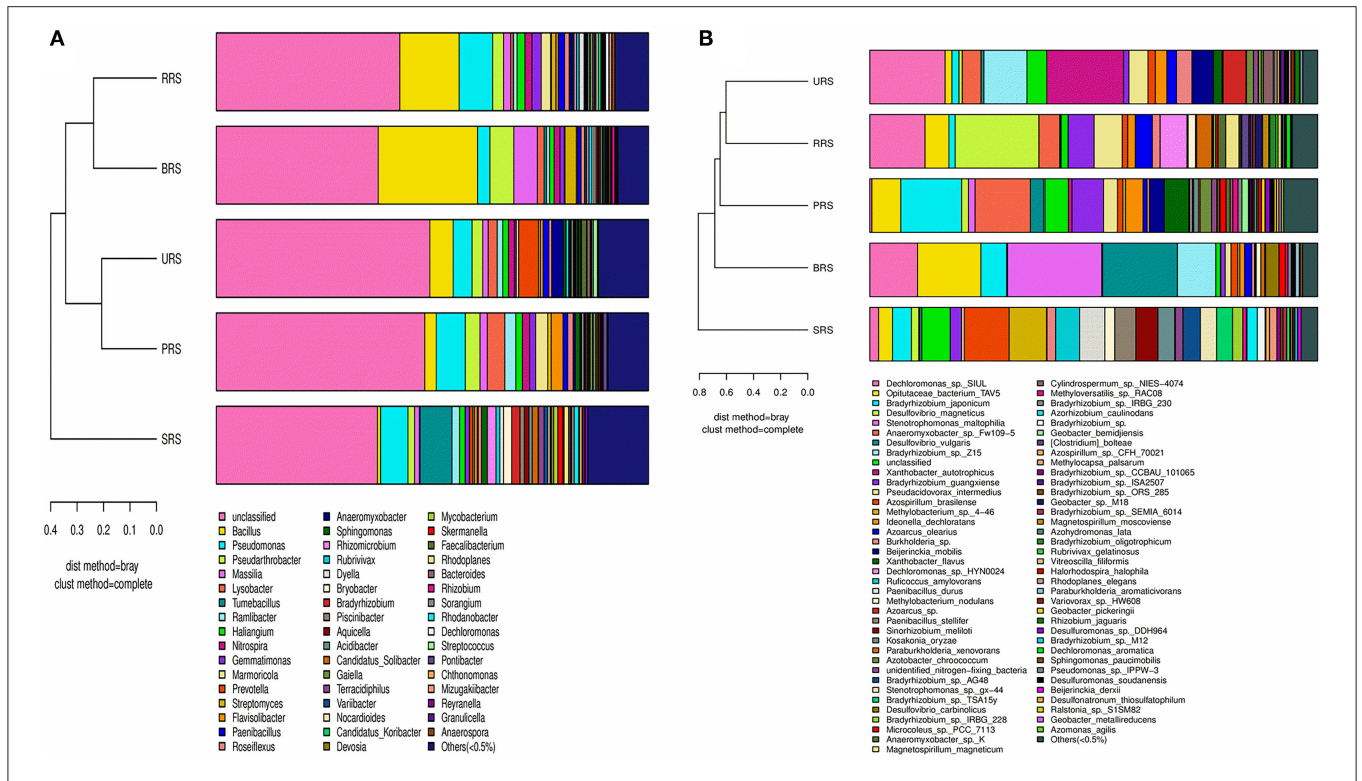 A
RRS
BRS
URS
PRS
SRS
0.4 0.3 0.2 0.1 0.0
dist method=bray
clust method=complete
unclassified
Bacillus
Pseudomonas
Pseudarthrobacter
Massilia
Lysobacter
Tumebacillus
Ramlibacter
Haliangium
Nitrospira
Gemmatimonas
Marmoricola
Prevotella
Streptomyces
Flavisolibacter
Paenibacillus
Roseiflexus
Anaeromyxobacter
Sphingomonas
Rhizomicrobium
Rubrivivax
Dyella
Bryobacter
Bradyrhizobium
Piscinibacter
Aquicella
Acidibacter
Candidatus_Solibacter
Gaiella
Terracidiphilus
Variibacter
Nocardioides
Candidatus_Koribacter
Devosia
Mycobacterium
Skermanella
Faecalibacterium
Rhodoplanes
Bacteroides
Rhizobium
Sorangium
Rhodanobacter
Dechloromonas
Streptococcus
Pontibacter
Chthonomonas
Mizugakiibacter
Reyranella
Granulicella
Anaerospora
Others(<0.5%)
B
URS
RRS
PRS
BRS
SRS
0.8 0.6 0.4 0.2 0.0
dist method=bray
clust method=complete
Dechloromonas_sp._SIUL
Opitutaceae_bacterium_TAV5
Bradyrhizobium_japonicum
Desulfovibrio_magneticus
Stenotrophomonas_maltophilia
Anaeromyxobacter_sp._Fw109−5
Desulfovibrio_vulgaris
Bradyrhizobium_sp._Z15
unclassified
Xanthobacter_autotrophicus
Bradyrhizobium_guangxiense
Pseudacidovorax_intermedius
Azospirillum_brasilense
Methylobacterium_sp._4−46
Ideonella_dechloratans
Azoarcus_olearius
Burkholderia_sp.
Beijerinckia_mobilis
Xanthobacter_flavus
Dechloromonas_sp._HYN0024
Ruficoccus_amylovorans
Paenibacillus_durus
Methylobacterium_nodulans
Azoarcus_sp.
Paenibacillus_stellifer
Sinorhizobium_meliloti
Kosakonia_oryzae
Paraburkholderia_xenovorans
Azotobacter_chroococcum
unidentified_nitrogen−fixing_bacteria
Bradyrhizobium_sp._AG48
Stenotrophomonas_sp._gx−44
Bradyrhizobium_sp._TSA15y
Desulfovibrio_carbinolicus
Bradyrhizobium_sp._IRBG_228
Microcoleus_sp._PCC_7113
Anaeromyxobacter_sp._K
Magnetospirillum_magneticum
Cylindrospermum_sp._NIES−4074
Methyloversatilis_sp._RAC08
Bradyrhizobium_sp._IRBG_230
Azorhizobium_caulinodans
Bradyrhizobium_sp.
Geobacter_bemidjiensis
[Clostridium]_bolteae
Azospirillum_sp._CFH_70021
Methylocapsa_palsarum
Bradyrhizobium_sp._CCBAU_101065
Bradyrhizobium_sp._ISA2507
Bradyrhizobium_sp._ORS_285
Geobacter_sp._M18
Bradyrhizobium_sp._SEMIA_6014
Magnetospirillum_moscoviense
Azohydromonas_lata
Bradyrhizobium_oligotrophicum
Rubrivivax_gelatinosus
Vitreoscilla_filiformis
Halorhodospira_halophila
Rhodoplanes_elegans
Paraburkholderia_aromaticivorans
Variovorax_sp._HW608
Geobacter_pickeringii
Rhizobium_jaguaris
Desulfuromonas_sp._DDH964
Bradyrhizobium_sp._M12
Dechloromonas_aromatica
Sphingomonas_paucimobilis
Pseudomonas_sp._IPPW−3
Desulfuromonas_soudanensis
Beijerinckia_derxii
Desulfonatronum_thiosulfatophilum
Ralstonia_sp._S1SM82
Geobacter_metallireducens
Azomonas_agilis
Others(<0.5%)